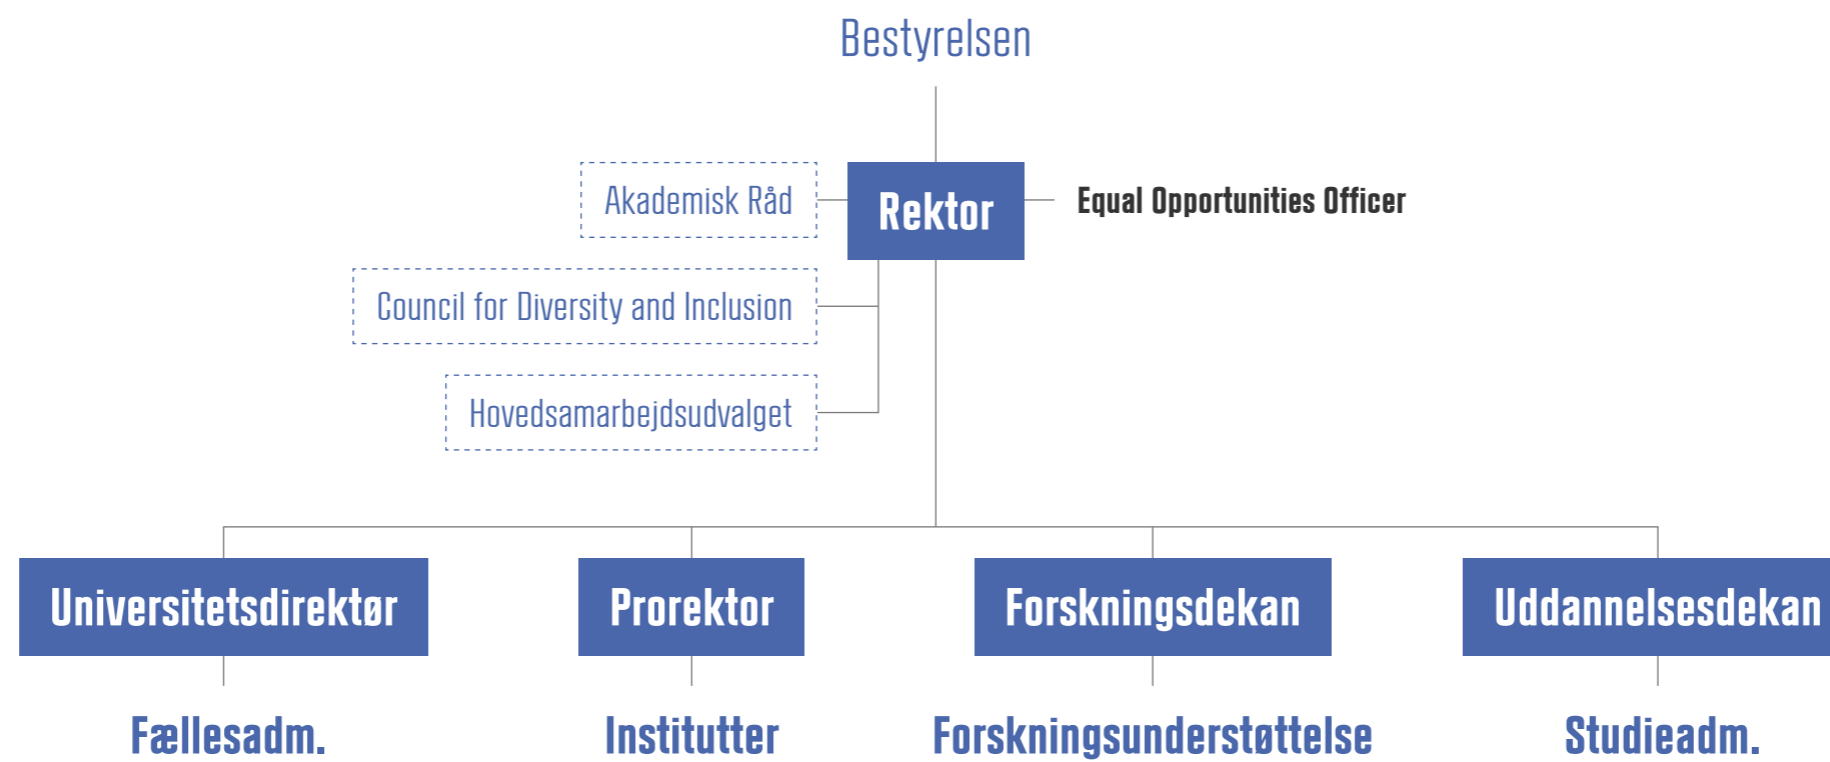 Bestyrelsen
Akademisk Råd
Rektor
Equal Opportunities Officer
Council for Diversity and Inclusion
Hovedsamarbejdsudvalget
Universitetsdirektør
Prorektor
Forskningsdekan
Uddannelsesdekan
Fællesadm.
Institutter
Forskningsunderstøttelse
Studieadm.